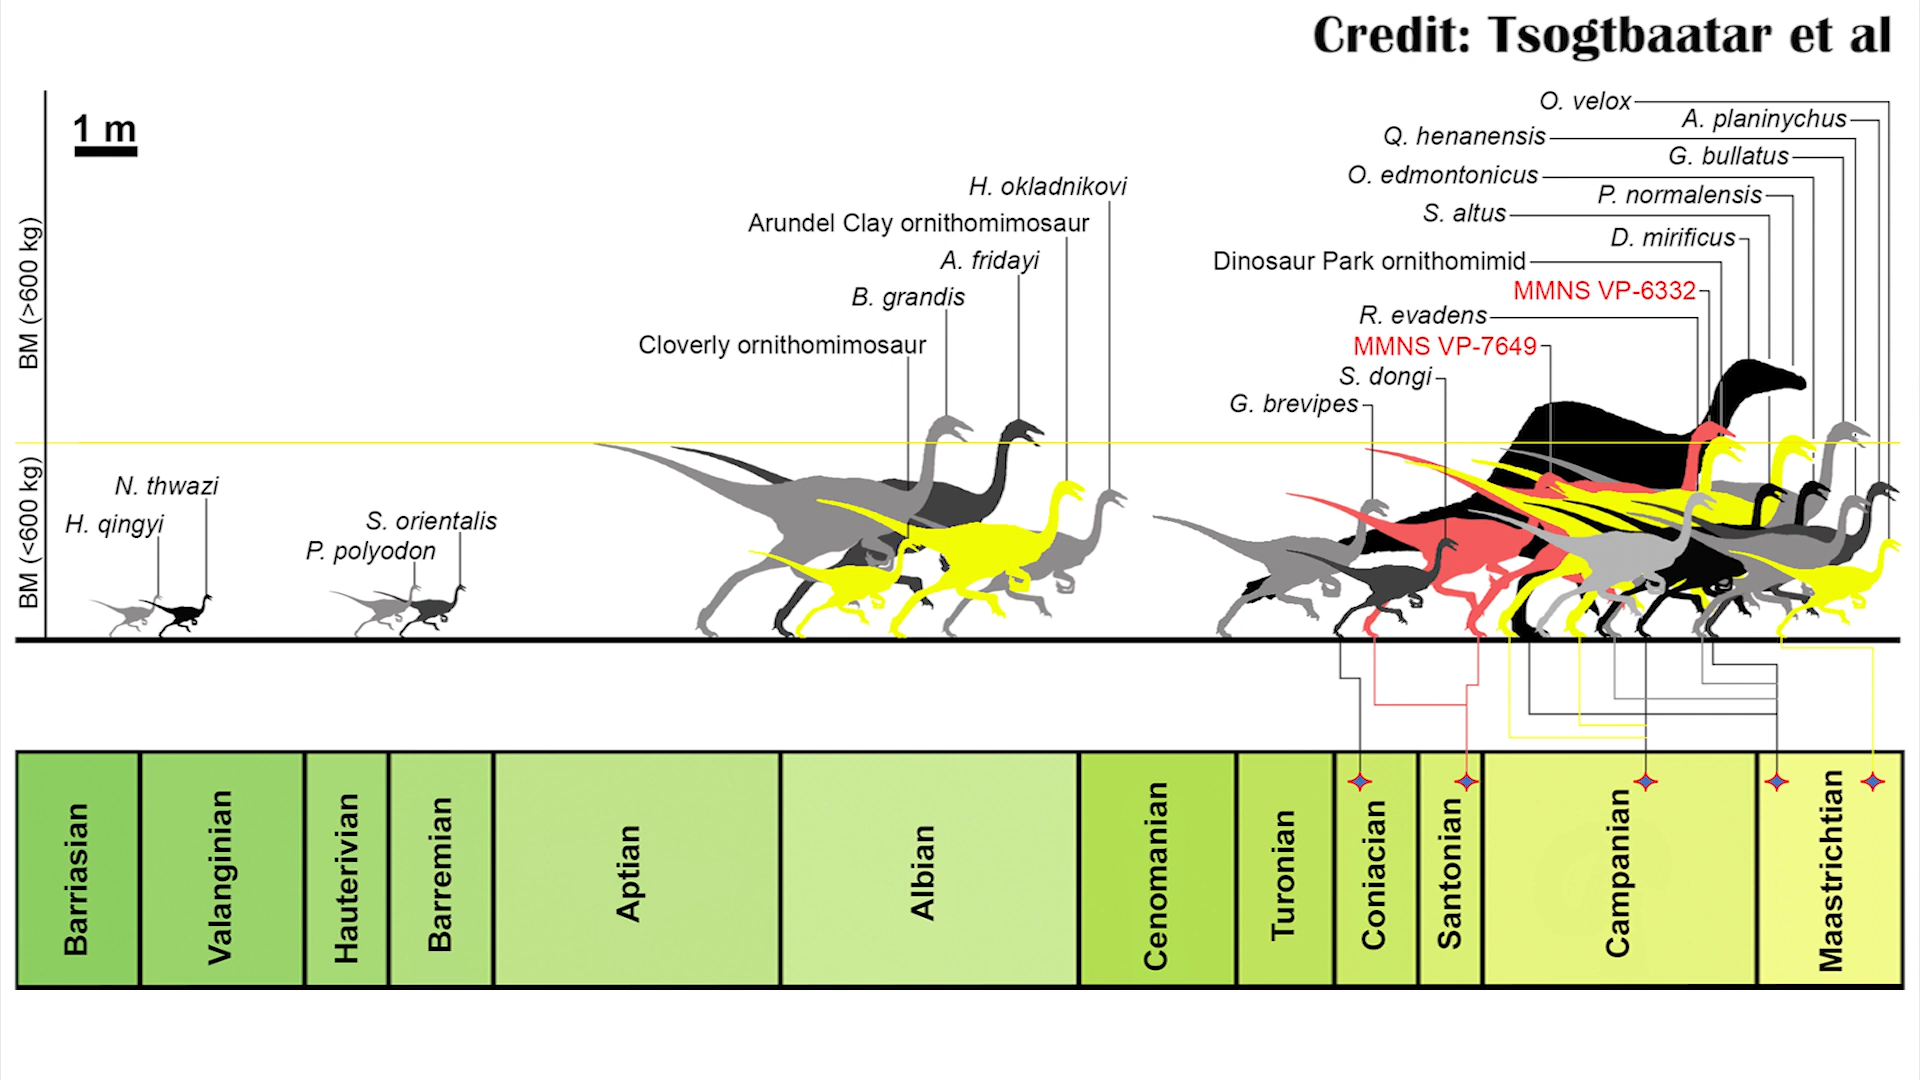 Credit: Tsogtbaatar et al
1 m
BM (>600 kg)
BM (<600 kg)
N. thwazi
H. qingyi
S. orientalis
P. polyodon
H. okladnikovi
Arundel Clay ornithomimosaur
A. fridayi
B. grandis
Cloverly ornithomimosaur
O. velox
A. planinychus
Q. henanensis
G. bullatus
O. edmontonicus
P. normalensis
S. altus
D. mirificus
Dinosaur Park ornithomimid
MMNS VP-6332
R. evadens
MMNS VP-7649
S. dongi
G. brevipes
Barriasian
Valanginian
Hauterivian
Barremian
Aptian
Albian
Cenomanian
Turonian
Coniacian
Santonian
Campanian
Maastrichtian